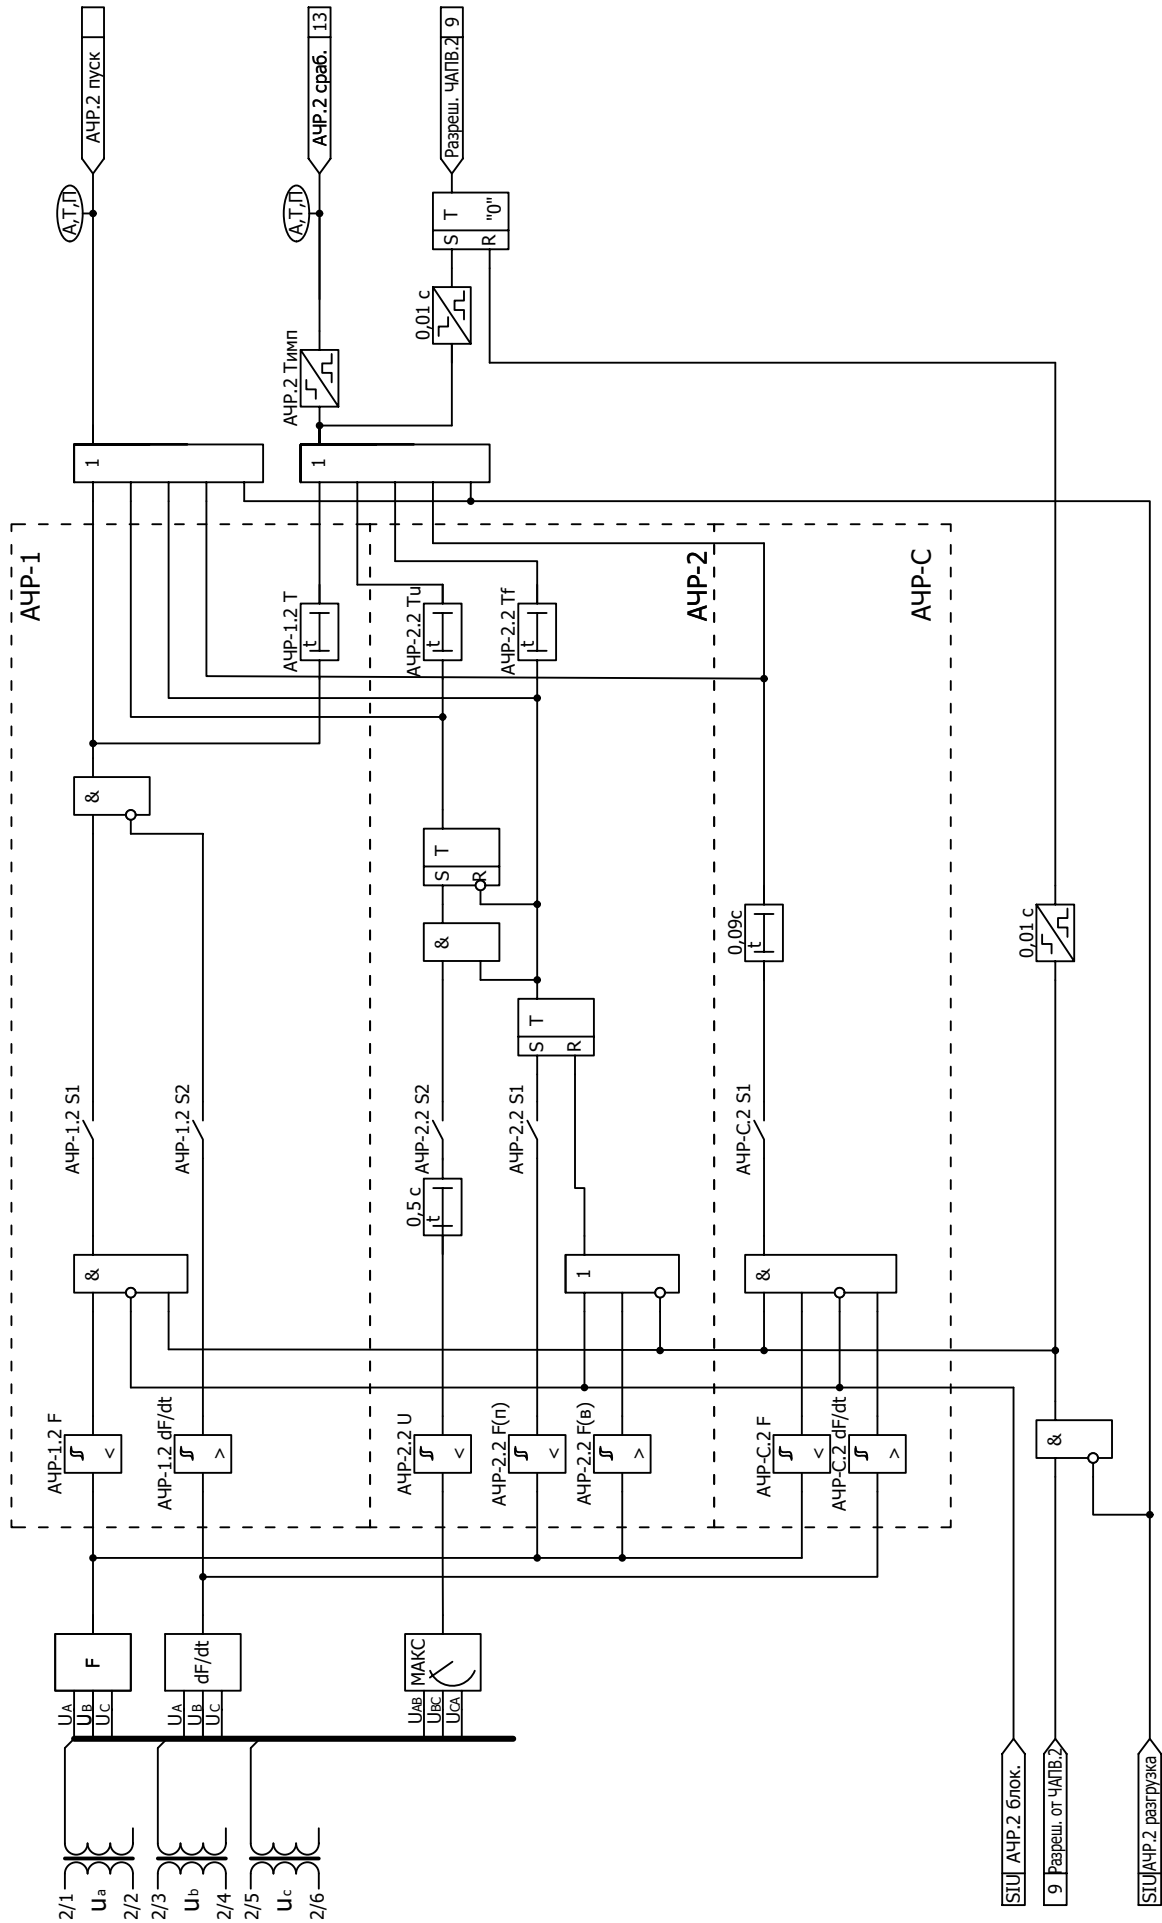 АЧР.2 пуск
А,Т,П
АЧР.2 сраб.
13
А,Т,П
Разреш. ЧАПВ.2
9
S
T
R
"0"
0,01 с
АЧР.2 Тимп
1
1
АЧР-1
АЧР-2
АЧР-С
АЧР-1.2 Т
t
АЧР-2.2 Tu
t
АЧР-2.2 Tf
t
&
S
T
R
&
0,09с
t
0,01 с
S
T
R
АЧР-1.2 S1
АЧР-1.2 S2
АЧР-2.2 S2
АЧР-2.2 S1
АЧР-С.2 S1
0,5 с
t
&
1
&
АЧР-1.2 F
<
АЧР-1.2 dF/dt
>
АЧР-2.2 U
<
АЧР-2.2 F(п)
<
АЧР-2.2 F(в)
>
АЧР-С.2 F
<
АЧР-С.2 dF/dt
>
&
F
UA
UB
UC
dF/dt
UA
UB
UC
МАКС
UAB
UBC
UCA
2/1
ua
2/2
2/3
ub
2/4
2/5
uc
2/6
SIU
АЧР.2 блок.
9
Разреш. от ЧАПВ.2
SIU
АЧР.2 разгрузка